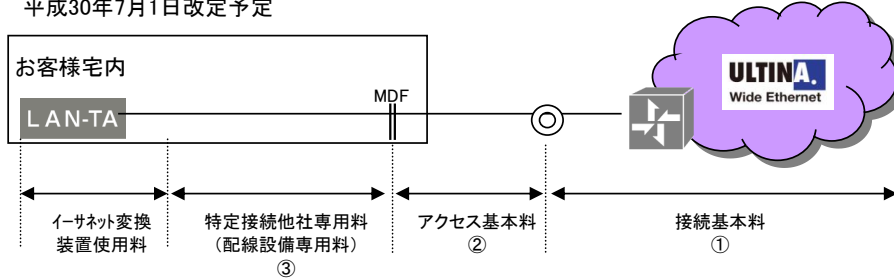 平成30年7月1日改定予定
お客様宅内
LAN-TA
MDF
ULTINA.
Wide Ethernet
イーサネット変換
装置使用料
特定接続他社専用料
(配線設備専用料)
③
アクセス基本料
②
接続基本料
①